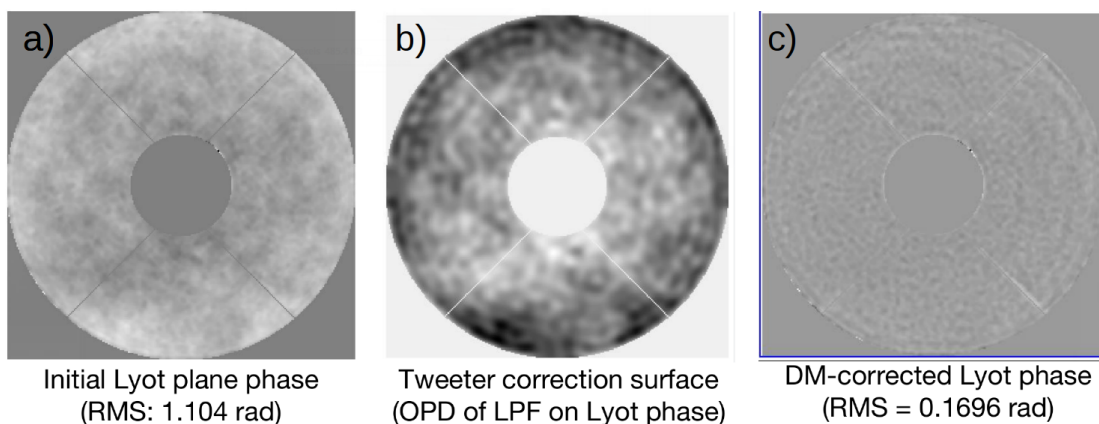 a)
b)
c)
Initial Lyot plane phase
(RMS: 1.104 rad)
Tweeter correction surface
(OPD of LPF on Lyot phase)
DM-corrected Lyot phase
(RMS = 0.1696 rad)